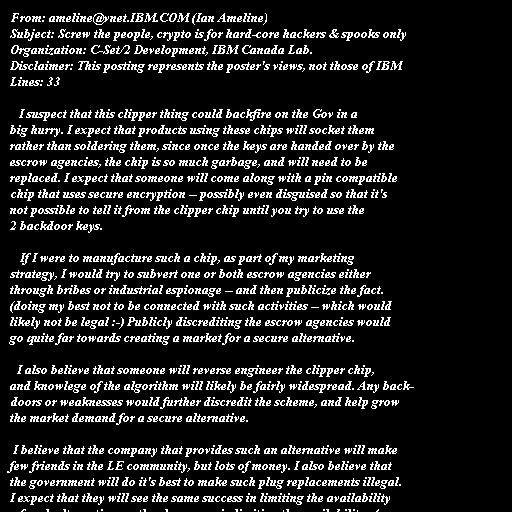 From: ameline@vnet.IBM.COM (Ian Ameline)
Subject: Screw the people, crypto is for hard-core hackers & spooks only
Organization: C-Set/2 Development, IBM Canada Lab.
Disclaimer: This posting represents the poster's views, not those of IBM
Lines: 33
I suspect that this clipper thing could backfire on the Gov in a
big hurry. I expect that products using these chips will socket them
rather than soldering them, since once the keys are handed over by the
escrow agencies, the chip is so much garbage, and will need to be
replaced. I expect that someone will come along with a pin compatible
chip that uses secure encryption -- possibly even disguised so that it's
not possible to tell it from the clipper chip until you try to use the
2 backdoor keys.
If I were to manufacture such a chip, as part of my marketing
strategy, I would try to subvert one or both escrow agencies either
through bribes or industrial espionage -- and then publicize the fact.
(doing my best not to be connected with such activities -- which would
likely not be legal :-) Publicly discrediting the escrow agencies would
go quite far towards creating a market for a secure alternative.
I also believe that someone will reverse engineer the clipper chip,
and knowlege of the algorithm will likely be fairly widespread. Any back-
doors or weaknesses would further discredit the scheme, and help grow
the market demand for a secure alternative.
I believe that the company that provides such an alternative will make
few friends in the LE community, but lots of money. I also believe that
the government will do it's best to make such plug replacements illegal.
I expect that they will see the same success in limiting the availability